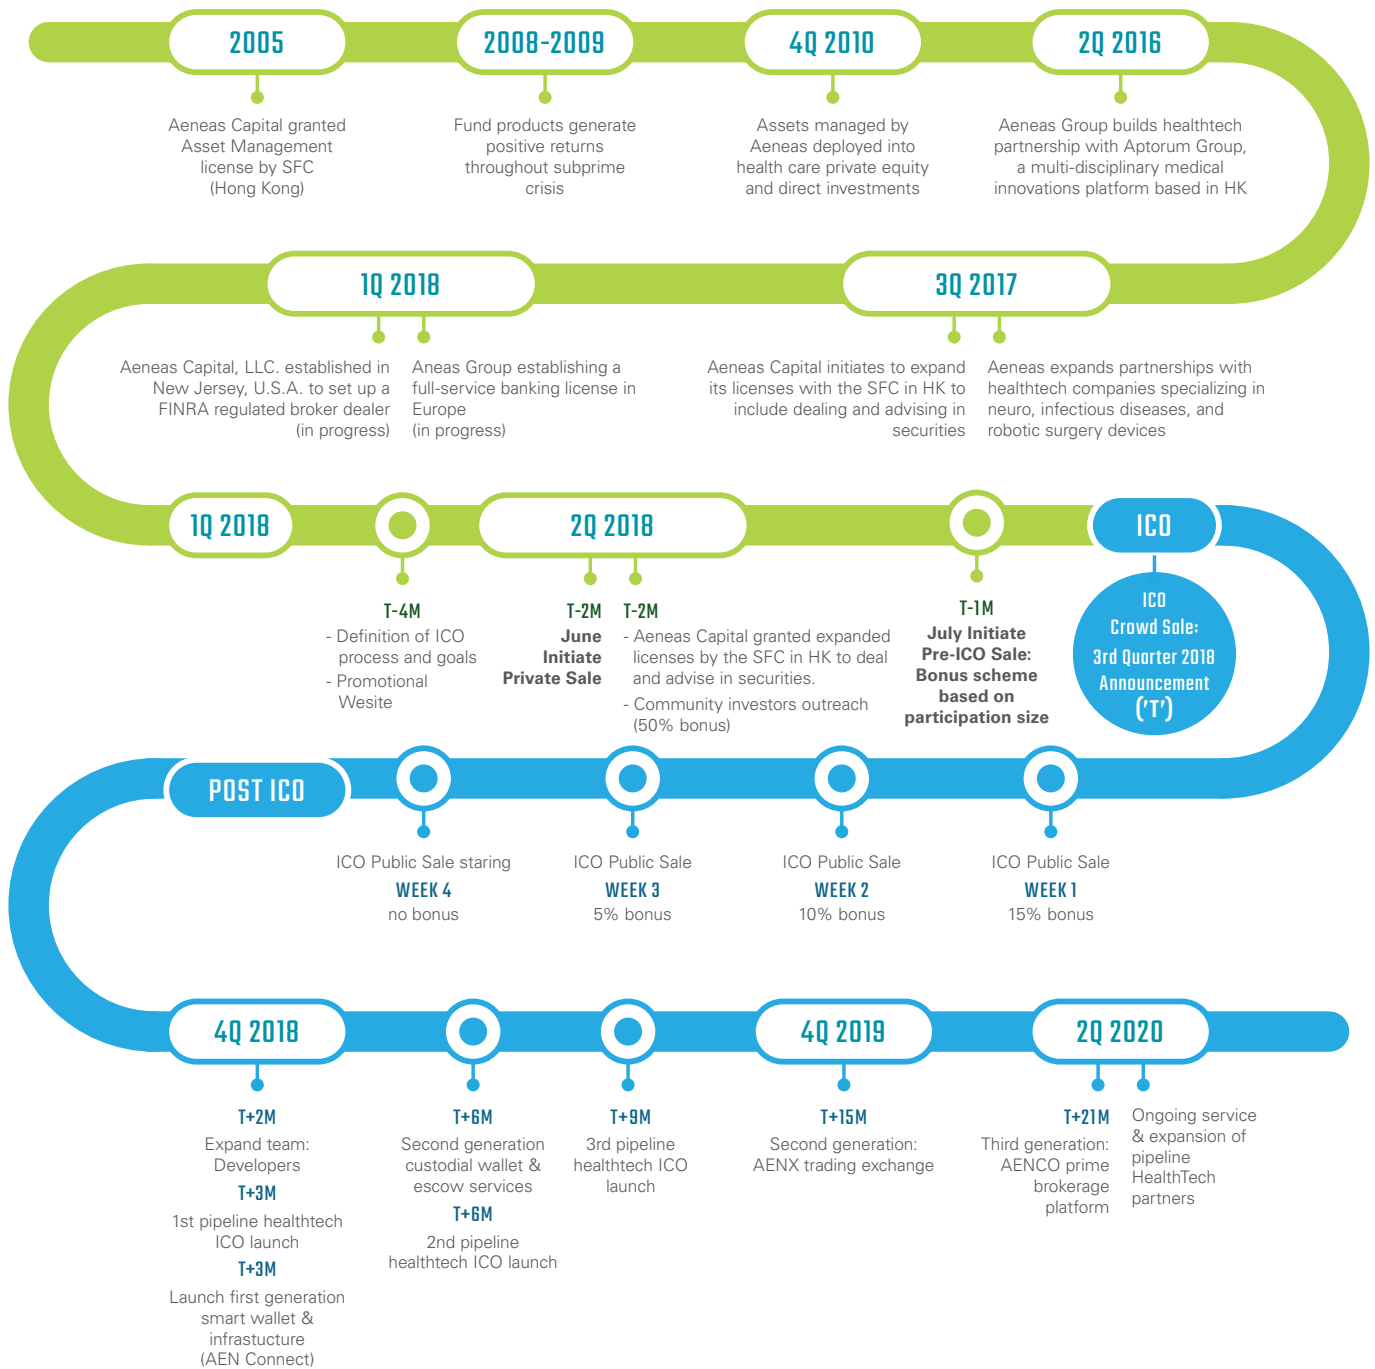 2005
Aeneas Capital granted
Asset Management
license by SFC
(Hong Kong)
2008-2009
Fund products generate
positive returns
throughout subprime
crisis
4Q 2010
Assets managed by
Aeneas deployed into
health care private equity
and direct investments
2Q 2016
Aeneas Group builds healthtech
partnership with Aptorum Group,
a multi-disciplinary medical
innovations platform based in HK
3Q 2017
Aeneas Capital initiates to expand
its licenses with the SFC in HK to
include dealing and advising in
securities
Aeneas expands partnerships with
healthtech companies specializing in
neuro, infectious diseases, and
robotic surgery devices
1Q 2018
Aeneas Capital, LLC. established in
New Jersey, U.S.A. to set up a
FINRA regulated broker dealer
(in progress)
Aneas Group establishing a
full-service banking license in
Europe
(in progress)
1Q 2018
T-4M
- Definition of ICO
process and goals
- Promotional
Wesite
2Q 2018
T-2M
June
Initiate
Private Sale
T-2M
- Aeneas Capital granted expanded
licenses by the SFC in HK to deal
and advise in securities.
- Community investors outreach
(50% bonus)
T-1M
July Initiate
Pre-ICO Sale:
Bonus scheme
based on
participation size
ICO
ICO
Crowd Sale:
3rd Quarter 2018
Announcement
('T')
ICO Public Sale
WEEK 1
15% bonus
ICO Public Sale
WEEK 2
10% bonus
ICO Public Sale
WEEK 3
5% bonus
ICO Public Sale staring
WEEK 4
no bonus
POST ICO
4Q 2018
T+2M
Expand team:
Developers
T+3M
1st pipeline healthtech
ICO launch
T+3M
Launch first generation
smart wallet &
infrastucture
(AEN Connect)
T+6M
Second generation
custodial wallet &
escow services
T+6M
2nd pipeline
healthtech ICO launch
T+9M
3rd pipeline
healthtech ICO
launch
4Q 2019
T+15M
Second generation:
AENX trading exchange
2Q 2020
T+21M
Third generation:
AENCO prime
brokerage
platform
Ongoing service
& expansion of
pipeline
HealthTech
partners